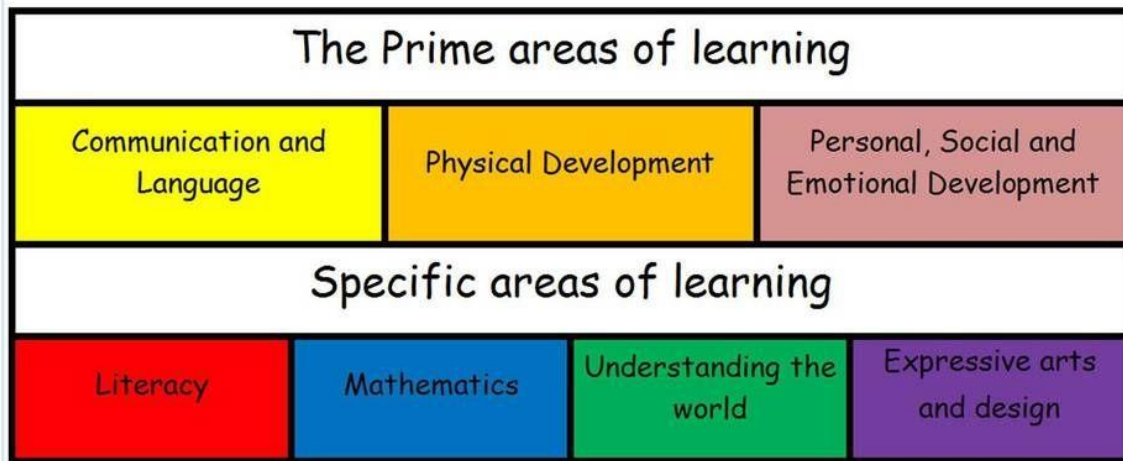 The Prime areas of learning
Communication and
Language
Physical Development
Personal, Social and
Emotional Development
Specific areas of learning
Literacy
Mathematics
Understanding the
world
Expressive arts
and design